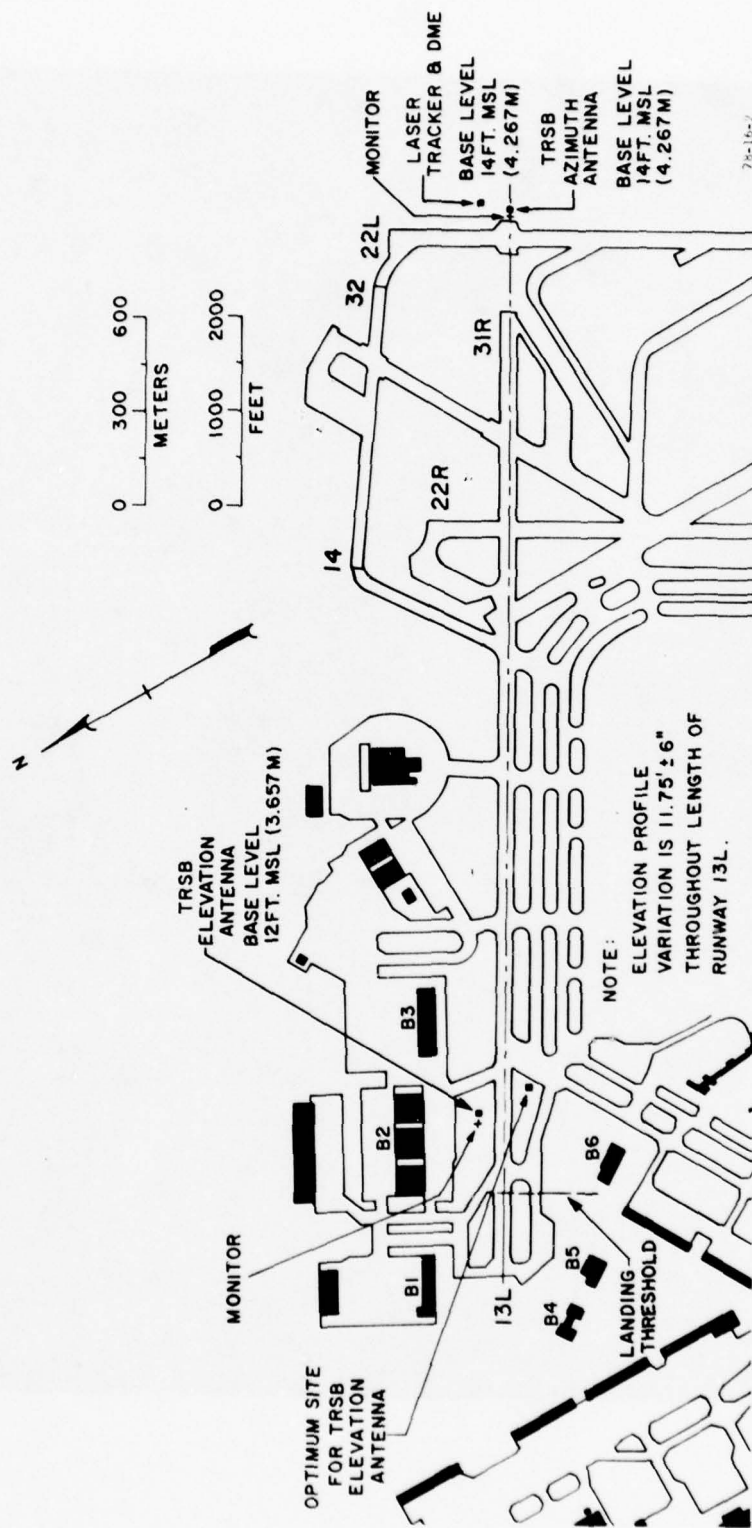 N
TRSB
ELEVATION
ANTENNA
BASE LEVEL
12FT. MSL (3.657M)
MONITOR
OPTIMUM SITE
FOR TRSB
ELEVATION
ANTENNA
B1
B2
B3
13L
B4
B5
B6
LANDING
THRESHOLD
NOTE:
ELEVATION PROFILE
VARIATION IS 11.75'±6"
THROUGHOUT LENGTH OF
RUNWAY 13L.
0 300 600
METERS
0 1000 2000
FEET
14
32
22L
22R
31R
MONITOR
LASER
TRACKER & DME
BASE LEVEL
14FT. MSL
(4.267M)
TRSB
AZIMUTH
ANTENNA
BASE LEVEL
14FT. MSL
(4.267M)
78-16-2